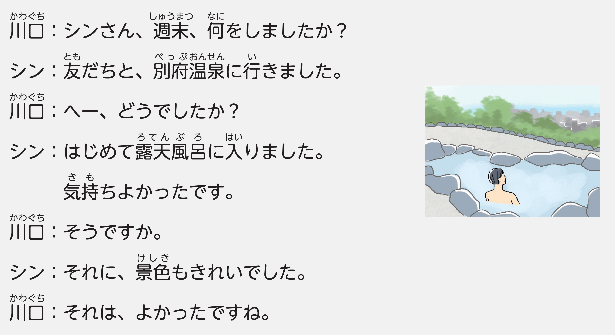 川口：シンさん、週末、何をしましたか？
シン：友だちと、別府温泉に行きました。
川口：へー、どうでしたか？
シン：はじめて露天風呂に入りました。
気持ちよかったです。
川口：そうですか。
シン：それに、景色もきれいでした。
川口：それは、よかったですね。